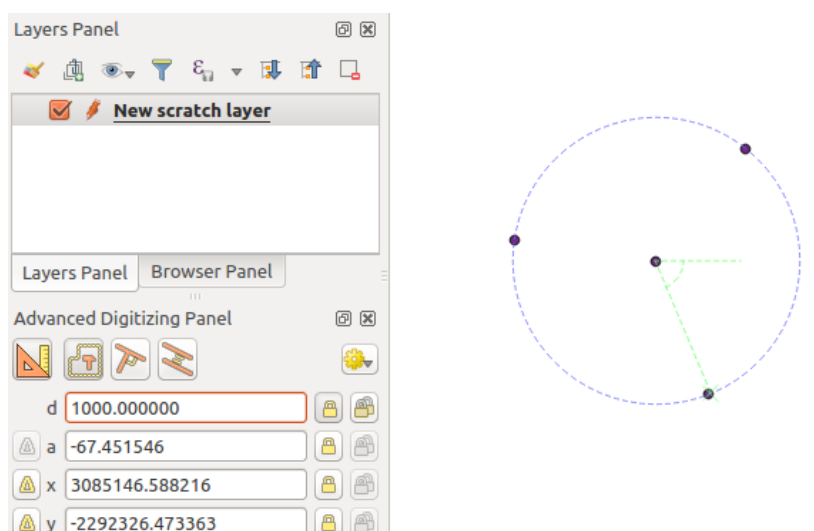 Layers Panel
New scratch layer
Layers Panel Browser Panel
Advanced Digitizing Panel
d 1000.000000
a -67.451546
x 3085146.588216
y -2292326.473363